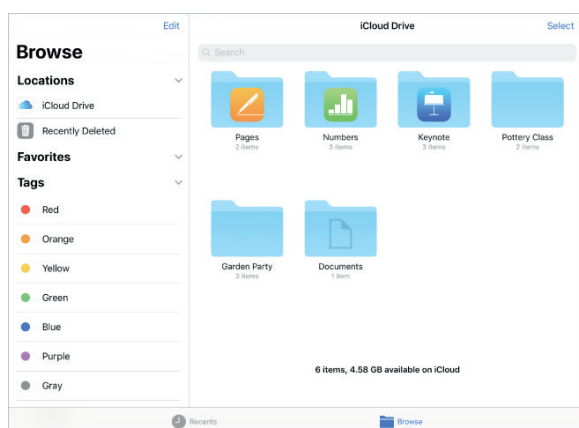 Edit
Browse
Locations
iCloud Drive
Recently Deleted
Favorites
Tags
Red
Orange
Yellow
Green
Blue
Purple
Gray
iCloud Drive
Select
Search
Pages
2 items
Numbers
3 items
Keynote
3 items
Pottery Class
2 items
Garden Party
3 items
Documents
1 item
6 items, 4.58 GB available on iCloud
Recents
Browse